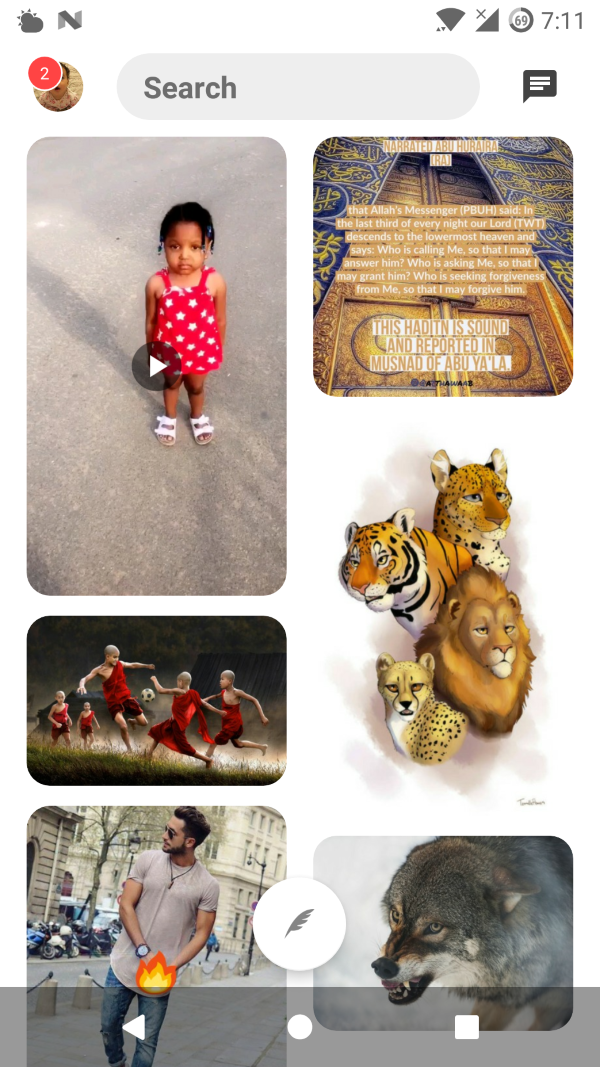 69 7:11
2
Search
NARRATED ABU HURAIRA
(RA)
that Allah's Messenger (PBUH) said: In
the last third of every night our Lord (TWT)
descends to the lowermost heaven and
says: Who is calling Me, so that I may
answer him? Who is asking Me, so that I
may grant him? Who is seeking forgiveness
from Me, so that I may forgive him.
THIS HADITN IS SOUND
AND REPORTED IN
MUSNAD OF ABU YA'LA.